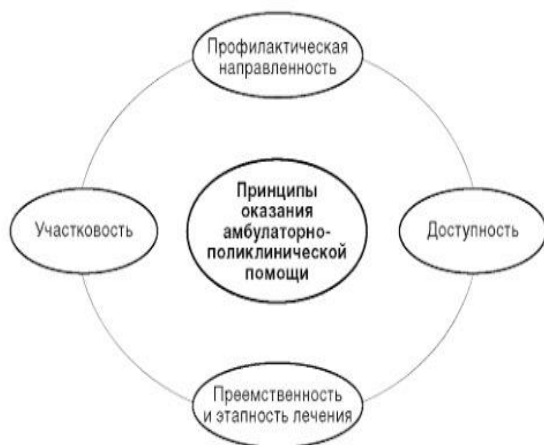 Профилактическая
направленность
Участковость
Принципы
оказания
амбулаторно-
поликлинической
помощи
Доступность
Преемственность
и этапность лечения